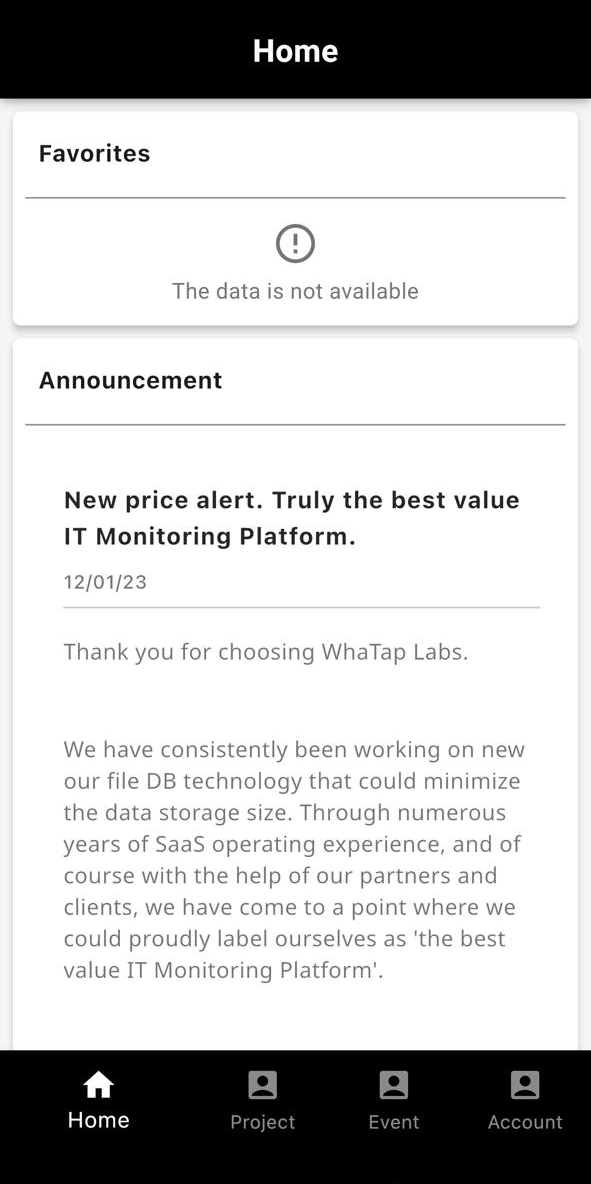 Home
Favorites
The data is not available
Announcement
New price alert. Truly the best value
IT Monitoring Platform.
12/01/23
Thank you for choosing WhaTap Labs.
We have consistently been working on new
our file DB technology that could minimize
the data storage size. Through numerous
years of SaaS operating experience, and of
course with the help of our partners and
clients, we have come to a point where we
could proudly label ourselves as 'the best
value IT Monitoring Platform'.
Home
Project
Event
Account